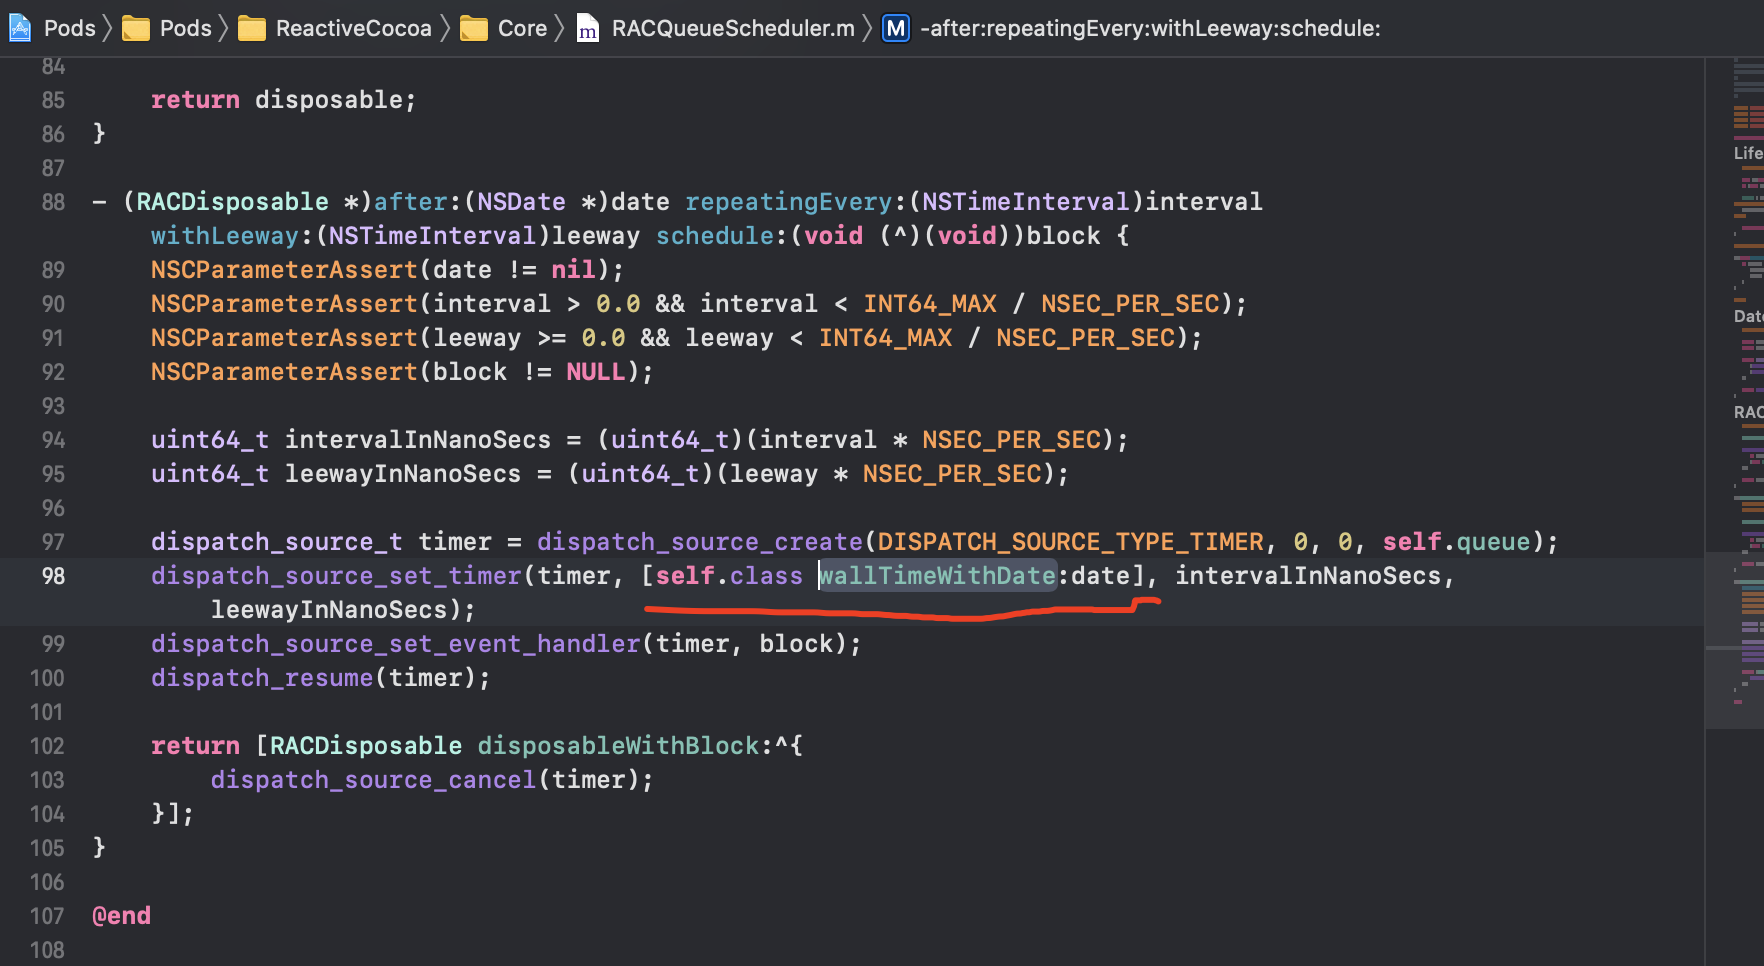 Pods Pods ReactiveCocoa Core m RACQueueScheduler.m M -after:repeatingEvery:withLeeway:schedule:
84
85 return disposable;
86 }
87
88 - (RACDisposable *)after:(NSDate *)date repeatingEvery:(NSTimeInterval)interval
withLeeway:(NSTimeInterval)leeway schedule:(void (^)(void))block {
89 NSCParameterAssert(date != nil);
90 NSCParameterAssert(interval > 0.0 && interval < INT64_MAX / NSEC_PER_SEC);
91 NSCParameterAssert(leeway >= 0.0 && leeway < INT64_MAX / NSEC_PER_SEC);
92 NSCParameterAssert(block != NULL);
93
94 uint64_t intervalInNanoSecs = (uint64_t)(interval * NSEC_PER_SEC);
95 uint64_t leewayInNanoSecs = (uint64_t)(leeway * NSEC_PER_SEC);
96
97 dispatch_source_t timer = dispatch_source_create(DISPATCH_SOURCE_TYPE_TIMER, 0, 0, self.queue);
98 dispatch_source_set_timer(timer, [self.class wallTimeWithDate:date], intervalInNanoSecs,
leewayInNanoSecs);
99 dispatch_source_set_event_handler(timer, block);
100 dispatch_resume(timer);
101
102 return [RACDisposable disposableWithBlock:^{
103 dispatch_source_cancel(timer);
104 }];
105 }
106
107 @end
108
Life
Date
RAC